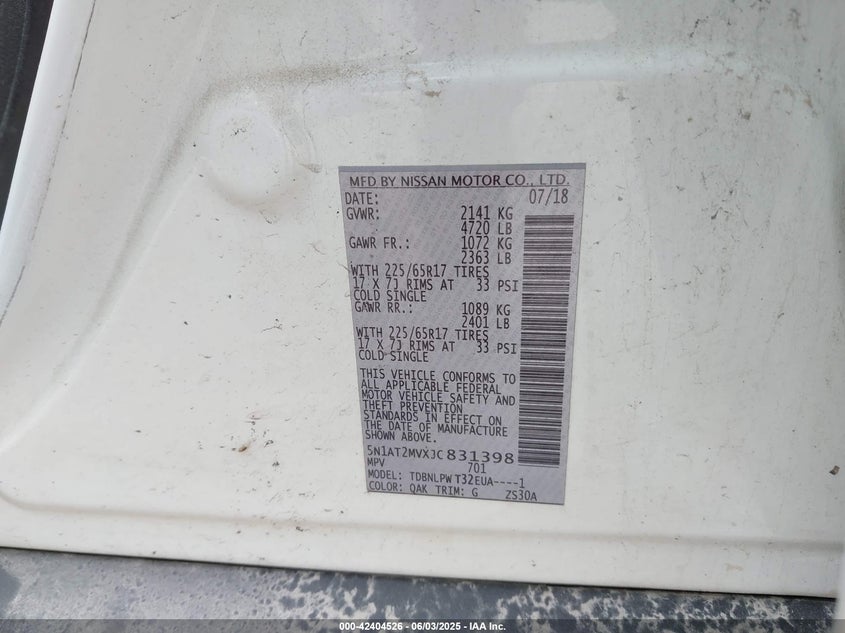 MFD BY NISSAN MOTOR CO., LTD.
DATE: 07/18
GVWR: 2141 KG
4720 LB
GAWR FR.: 1072 KG
2363 LB
WITH 225/65R17 TIRES
17 X 7J RIMS AT 33 PSI
COLD SINGLE
GAWR RR.: 1089 KG
2401 LB
WITH 225/65R17 TIRES
17 X 7J RIMS AT 33 PSI
COLD SINGLE
THIS VEHICLE CONFORMS TO
ALL APPLICABLE FEDERAL
MOTOR VEHICLE SAFETY AND
THEFT PREVENTION
STANDARDS IN EFFECT ON
THE DATE OF MANUFACTURE
SHOWN ABOVE.
5N1AT2MVXJC831398
MPV 701
MODEL: TDBNLPW T32EUA----1
COLOR: QAK TRIM: G ZS30A
000-42404526 - 06/03/2025 - IAA Inc.